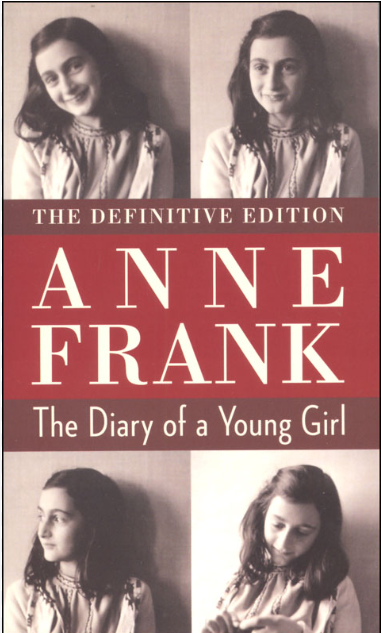 THE DEFINITIVE EDITION
ANNE
FRANK
The Diary of a Young Girl